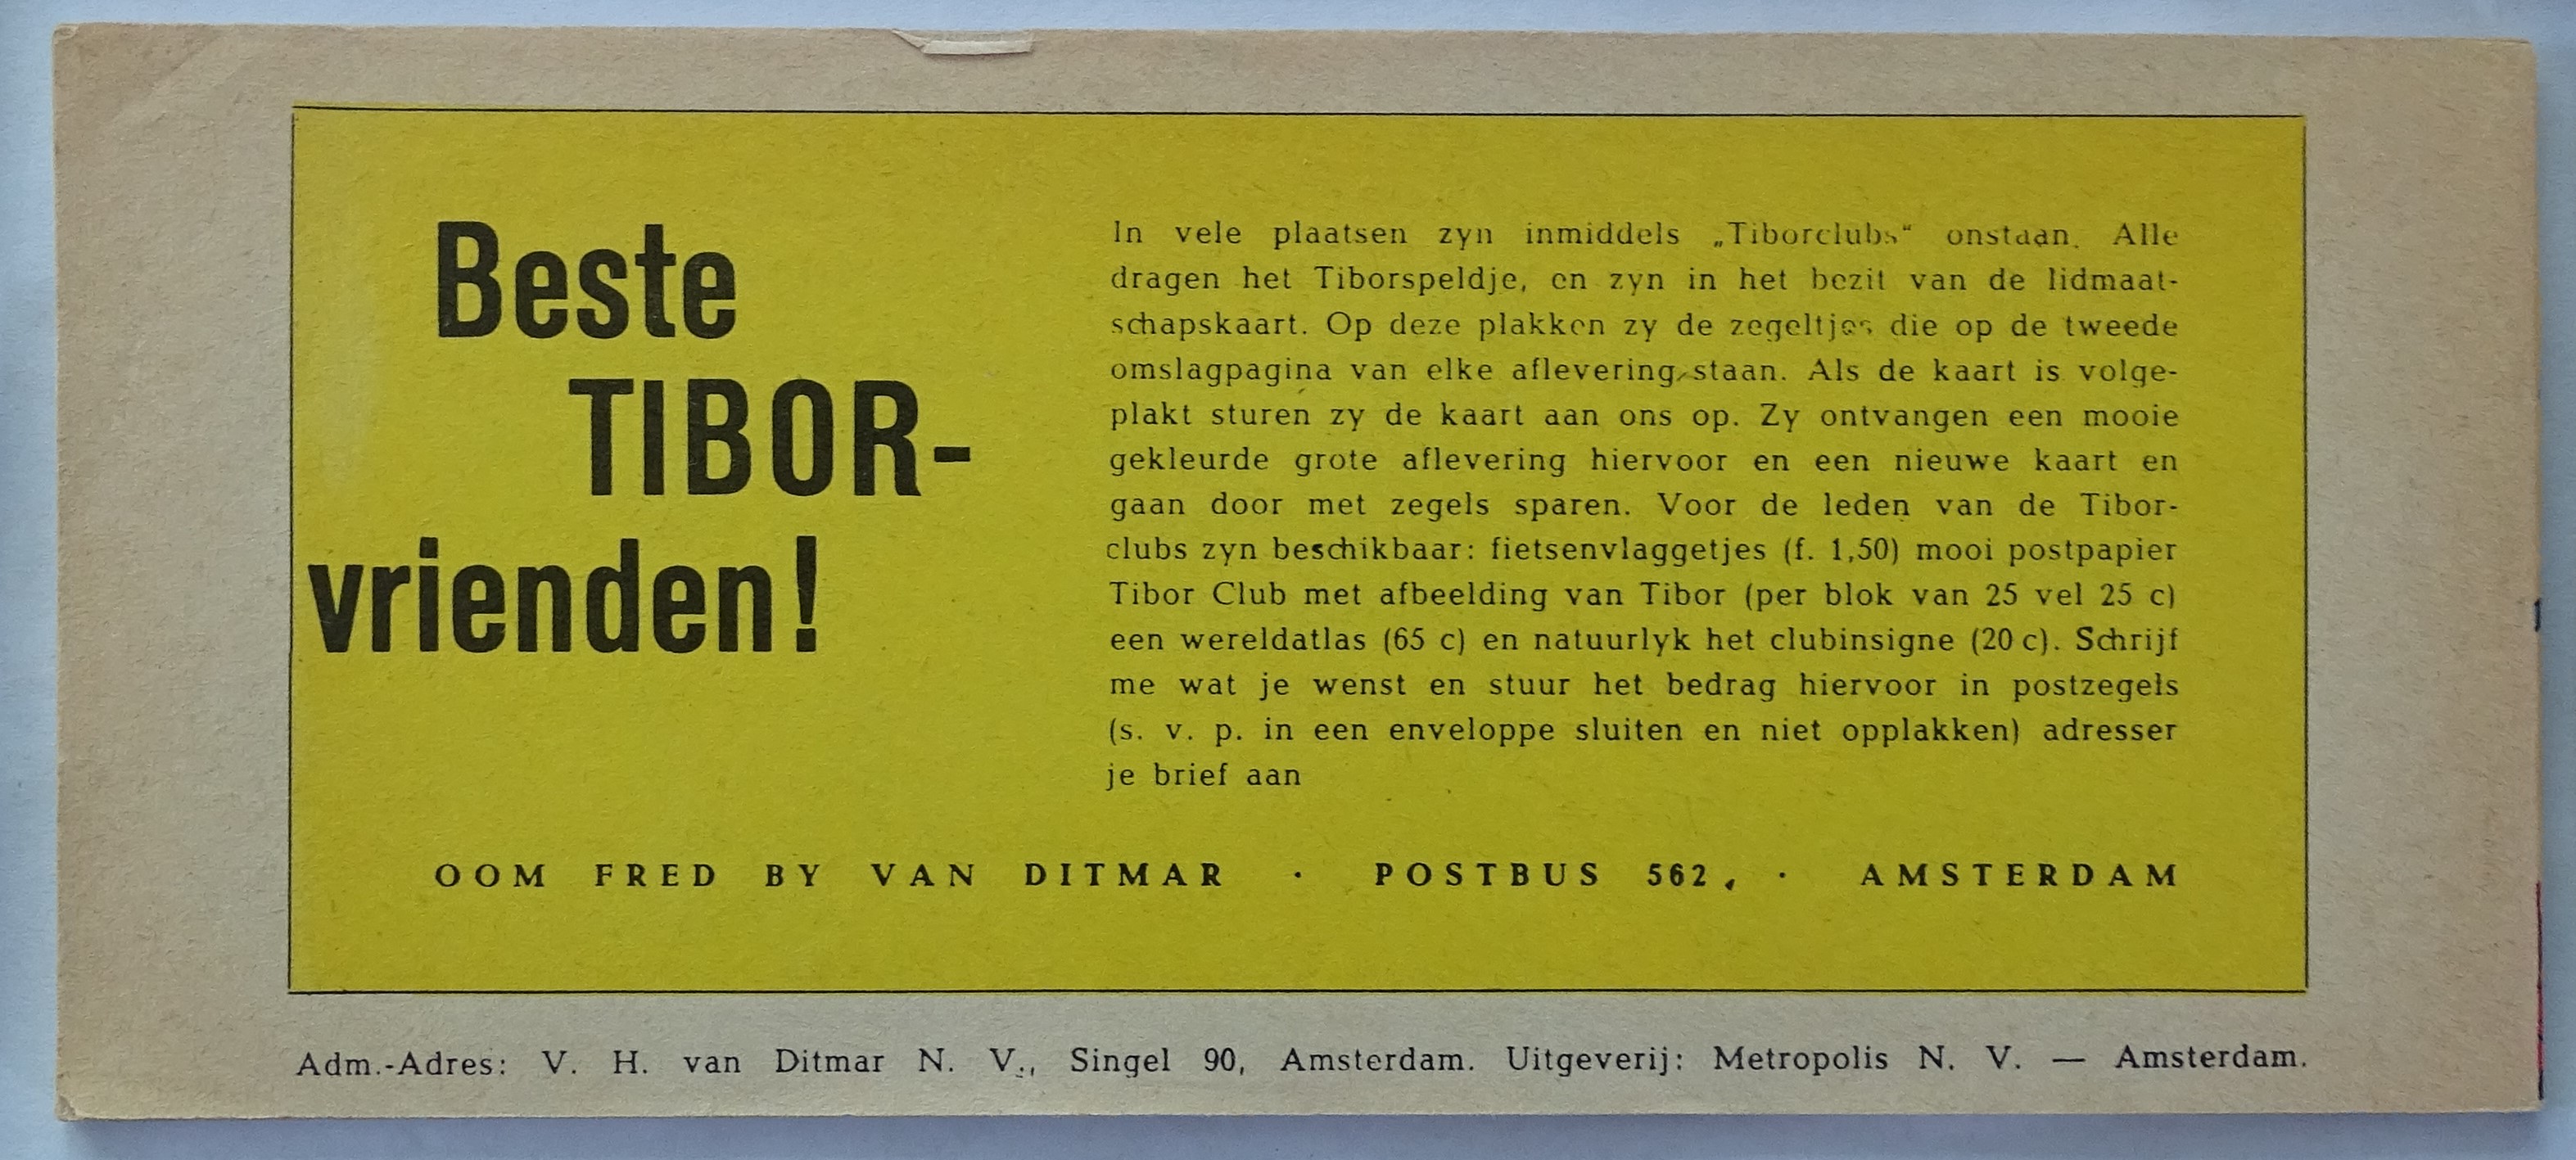 Beste
TIBOR-
vrienden!
In vele plaatsen zyn inmiddels „Tiborclubs“ onstaan. Alle
dragen het Tiborspeldje, en zyn in het bezit van de lidmaat-
schapskaart. Op deze plakken zy de zegeltjes die op de tweede
omslagpagina van elke aflevering staan. Als de kaart is volge-
plakt sturen zy de kaart aan ons op. Zy ontvangen een mooie
gekleurde grote aflevering hiervoor en een nieuwe kaart en
gaan door met zegels sparen. Voor de leden van de Tibor-
clubs zyn beschikbaar: fietsenvlaggetjes (f. 1,50) mooi postpapier
Tibor Club met afbeelding van Tibor (per blok van 25 vel 25 c)
een wereldatlas (65 c) en natuurlyk het clubinsigne (20 c). Schrijf
me wat je wenst en stuur het bedrag hiervoor in postzegels
(s. v. p. in een enveloppe sluiten en niet opplakken) adresser
je brief aan
OOM FRED BY VAN DITMAR · POSTBUS 562, · AMSTERDAM
Adm.-Adres: V. H. van Ditmar N. V., Singel 90, Amsterdam. Uitgeverij: Metropolis N. V. — Amsterdam.